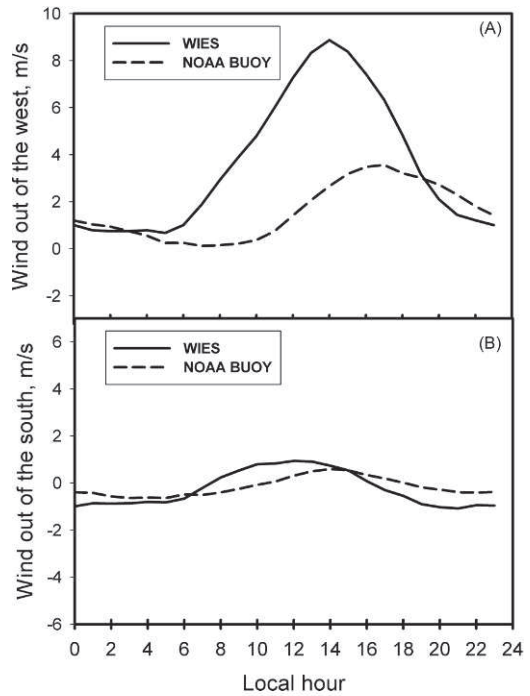 10
8
6
4
2
0
-2
Wind out of the west, m/s
WIES
NOAA BUOY
(A)
6
4
2
0
-2
-4
-6
Wind out of the south, m/s
WIES
NOAA BUOY
(B)
0 2 4 6 8 10 12 14 16 18 20 22 24
Local hour